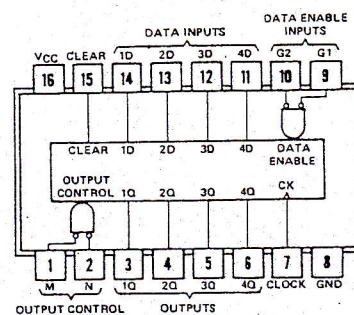 DATA INPUTS
DATA ENABLE
INPUTS
VCC CLEAR 1D 2D 3D 4D G2 G1
16 15 14 13 12 11 10 9
CLEAR 1D 2D 3D 4D DATA
ENABLE
OUTPUT
CONTROL 1Q 2Q 3Q 4Q CK
1 2 3 4 5 6 7 8
M N 1Q 2Q 3Q 4Q CLOCK GND
OUTPUT CONTROL OUTPUTS